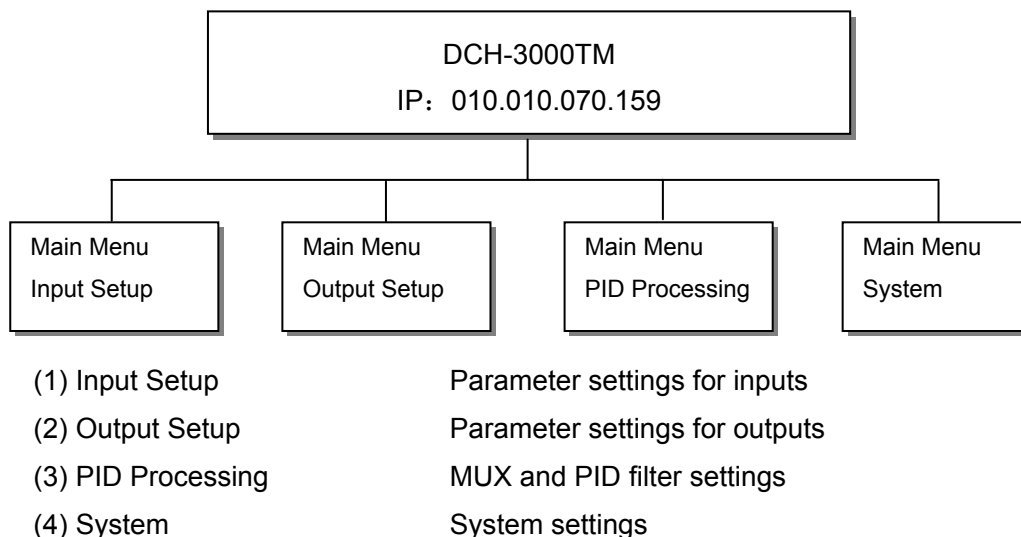 DCH-3000TM
IP：010.010.070.159
Main Menu
Input Setup
Main Menu
Output Setup
Main Menu
PID Processing
Main Menu
System
(1) Input Setup Parameter settings for inputs
(2) Output Setup Parameter settings for outputs
(3) PID Processing MUX and PID filter settings
(4) System System settings